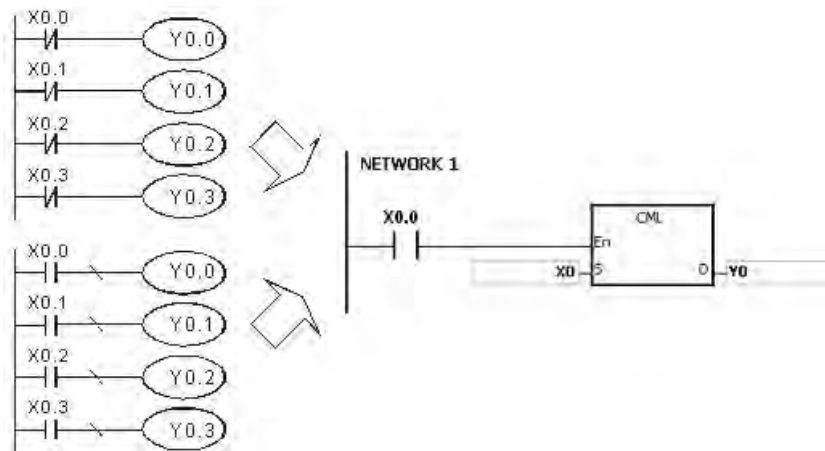 X0.0
Y0.0
X0.1
Y0.1
X0.2
Y0.2
X0.3
Y0.3
X0.0
Y0.0
X0.1
Y0.1
X0.2
Y0.2
X0.3
Y0.3
NETWORK 1
X0.0
CML
En
X0 S D Y0